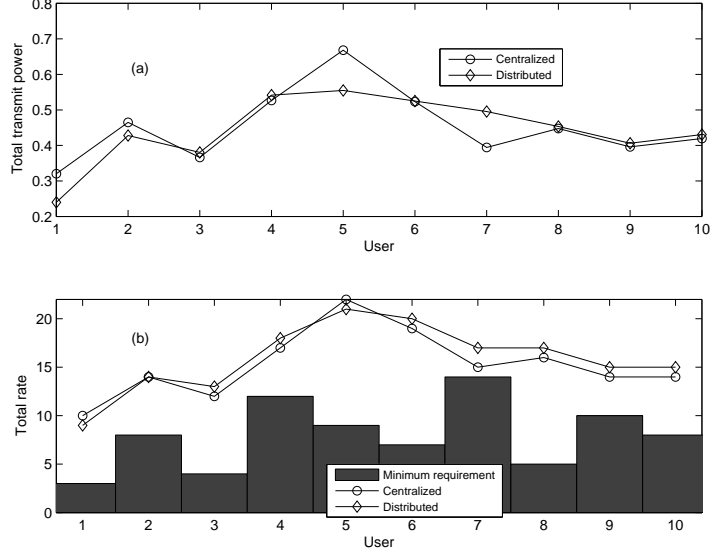 0.8
0.7
0.6
0.5
0.4
0.3
0.2
Total transmit power
(a)
Centralized
Distributed
1 2 3 4 5 6 7 8 9 10
User
20
15
10
5
0
Total rate
(b)
Minimum requirement
Centralized
Distributed
1 2 3 4 5 6 7 8 9 10
User